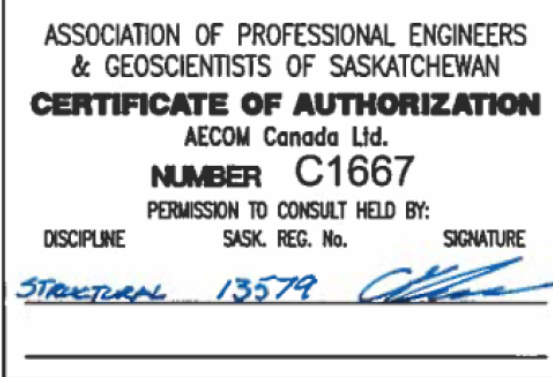 ASSOCIATION OF PROFESSIONAL ENGINEERS
& GEOSCIENTISTS OF SASKATCHEWAN
CERTIFICATE OF AUTHORIZATION
AECOM Canada Ltd.
NUMBER C1667
PERMISSION TO CONSULT HELD BY:
DISCIPLINE SASK. REG. No. SIGNATURE
STRUCTURAL 13579